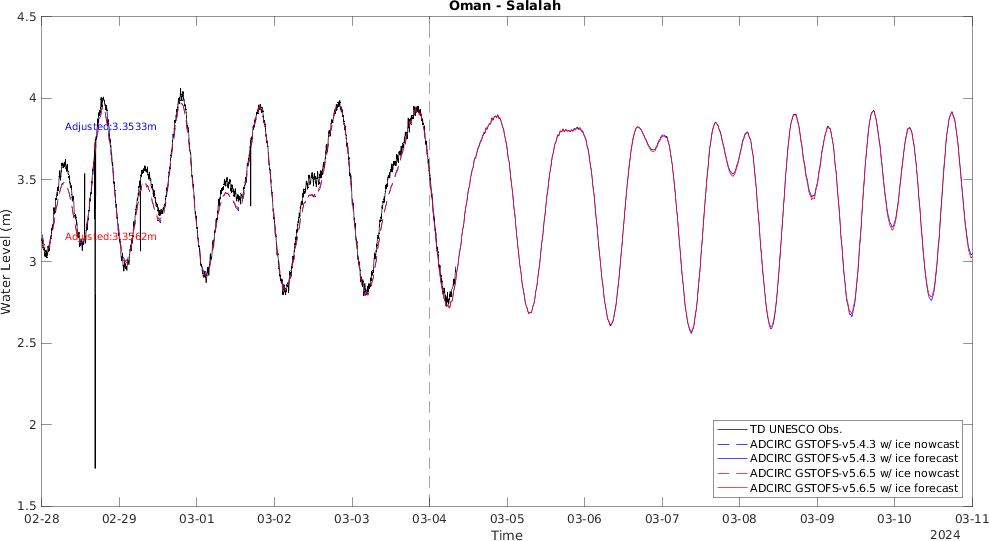 Oman - Salalah
4.5
4
3.5
3
2.5
2
1.5
Water Level (m)
Adjusted:3.3533m
Adjusted:3.3562m
TD UNESCO Obs.
ADCIRC GSTOFS-v5.4.3 w/ ice nowcast
ADCIRC GSTOFS-v5.4.3 w/ ice forecast
ADCIRC GSTOFS-v5.6.5 w/ ice nowcast
ADCIRC GSTOFS-v5.6.5 w/ ice forecast
02-28 02-29 03-01 03-02 03-03 03-04 03-05 03-06 03-07 03-08 03-09 03-10 03-11
Time
2024